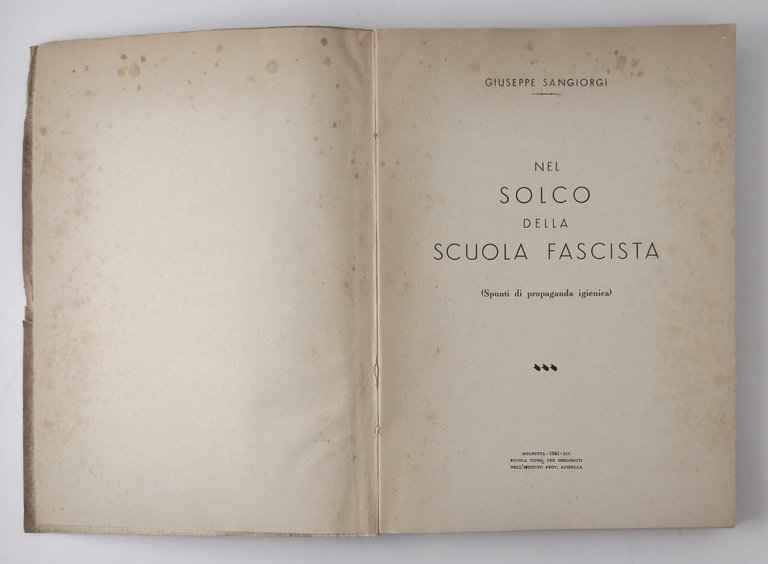 GIUSEPPE SANGIORGI
NEL
SOLCO
DELLA
SCUOLA FASCISTA
(Spunti di propaganda igienica)
MOLFETTA - 1941 - XIX
SCUOLA TIPOG. PER SORDOMUTI
NELL'ISTITUTO PROV. APICELLA